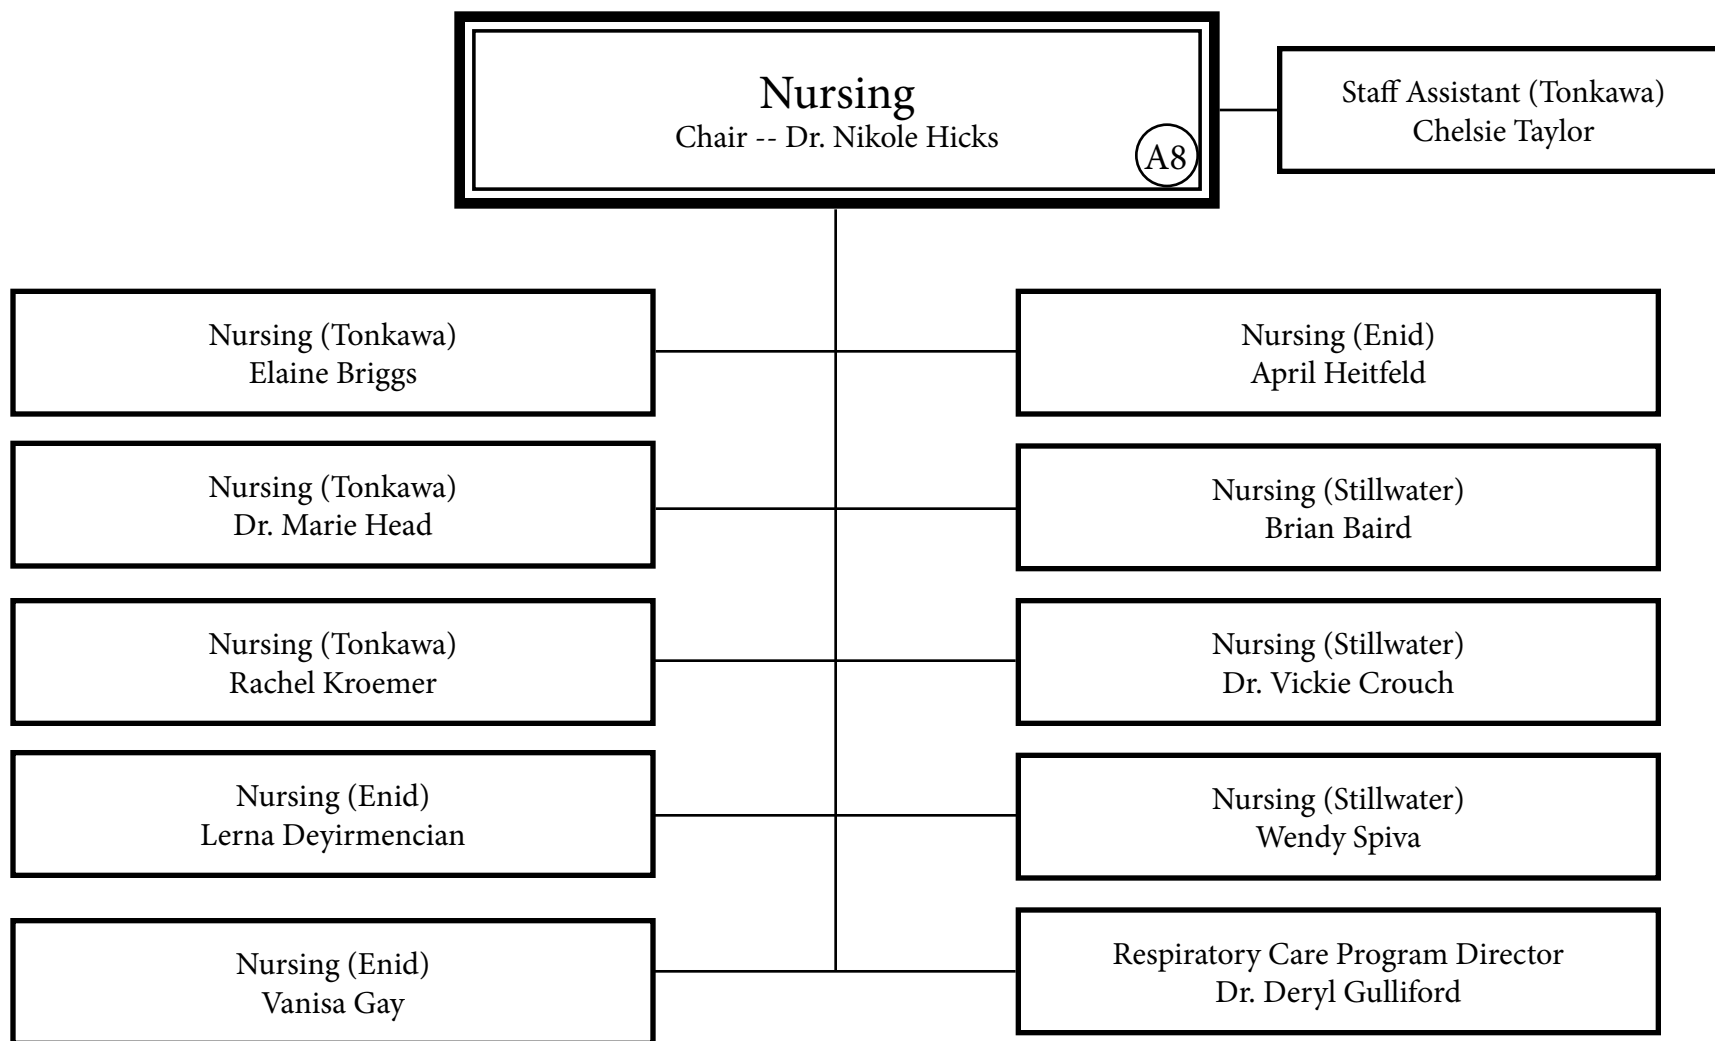 Nursing
Chair -- Dr. Nikole Hicks
A8
Staff Assistant (Tonkawa)
Chelsie Taylor
Nursing (Tonkawa)
Elaine Briggs
Nursing (Enid)
April Heitfeld
Nursing (Tonkawa)
Dr. Marie Head
Nursing (Stillwater)
Brian Baird
Nursing (Tonkawa)
Rachel Kroemer
Nursing (Stillwater)
Dr. Vickie Crouch
Nursing (Enid)
Lerna Deyirmencian
Nursing (Stillwater)
Wendy Spiva
Nursing (Enid)
Vanisa Gay
Respiratory Care Program Director
Dr. Deryl Gulliford